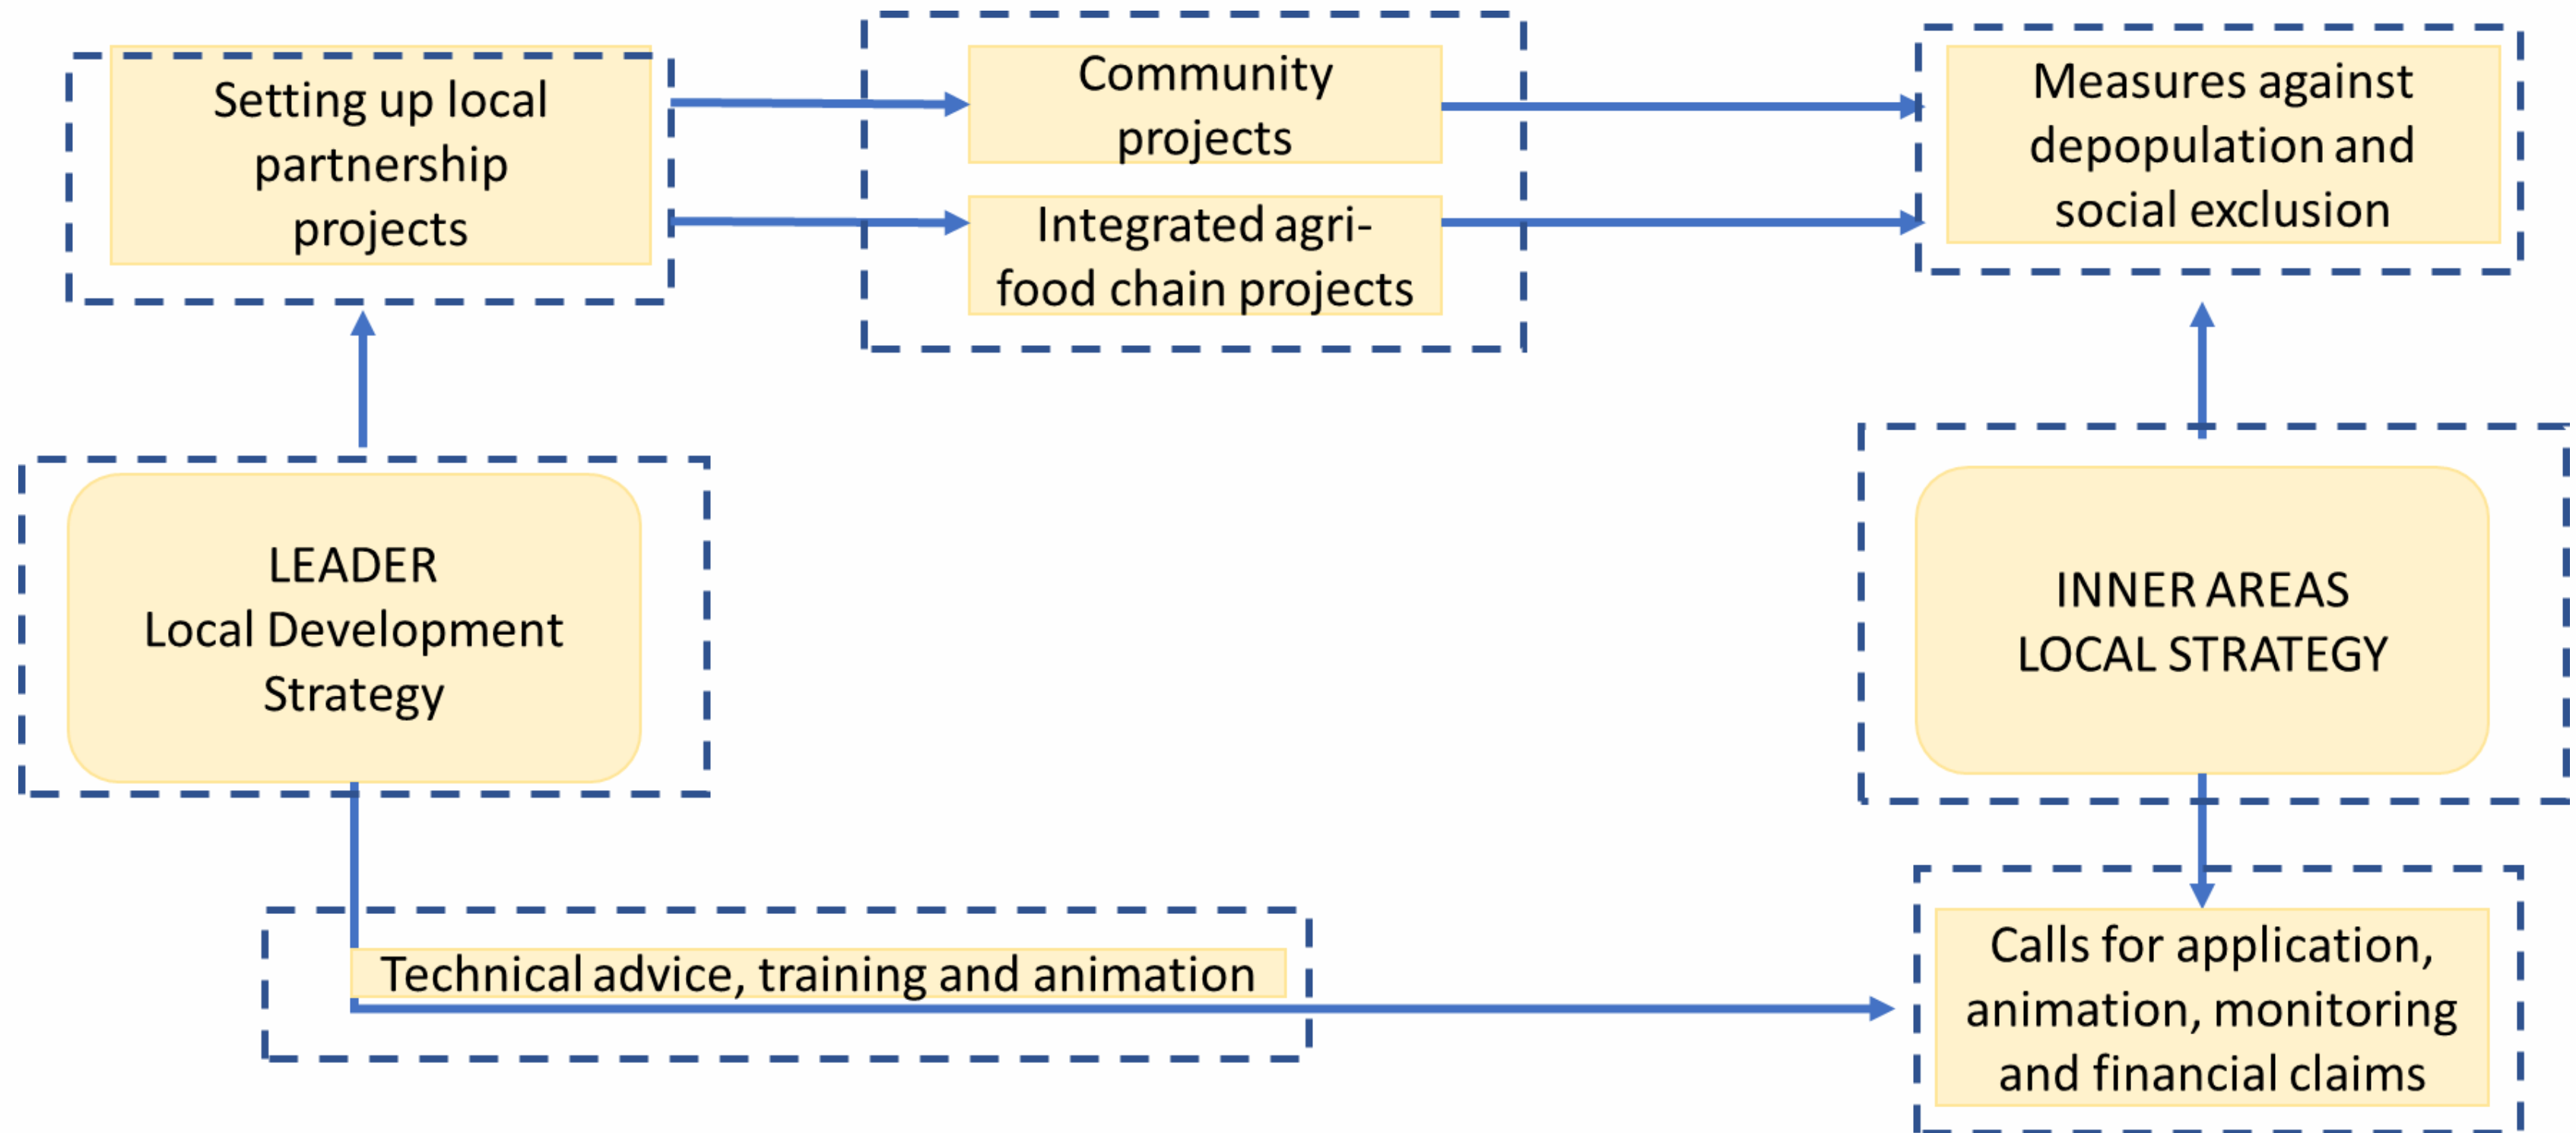 Setting up local
partnership
projects
Community
projects
Integrated agri-
food chain projects
Measures against
depopulation and
social exclusion
LEADER
Local Development
Strategy
INNER AREAS
LOCAL STRATEGY
Technical advice, training and animation
Calls for application,
animation, monitoring
and financial claims